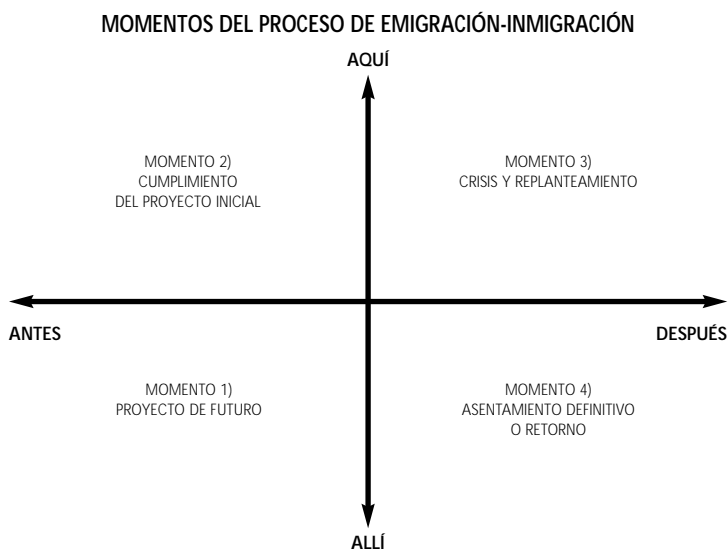 MOMENTOS DEL PROCESO DE EMIGRACIÓN-INMIGRACIÓN
AQUÍ
MOMENTO 2)
CUMPLIMIENTO
DEL PROYECTO INICIAL
MOMENTO 3)
CRISIS Y REPLANTEAMIENTO
ANTES
DESPUÉS
MOMENTO 1)
PROYECTO DE FUTURO
MOMENTO 4)
ASENTAMIENTO DEFINITIVO
O RETORNO
ALLÍ